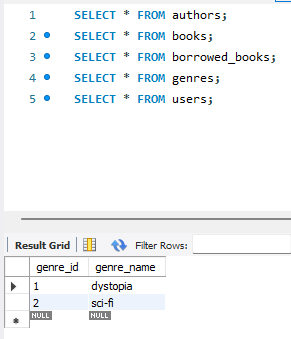 1 SELECT * FROM authors;
2 SELECT * FROM books;
3 SELECT * FROM borrowed_books;
4 SELECT * FROM genres;
5 SELECT * FROM users;
Result Grid Filter Rows:
genre_id genre_name
1 dystopia
2 sci-fi
NULL NULL